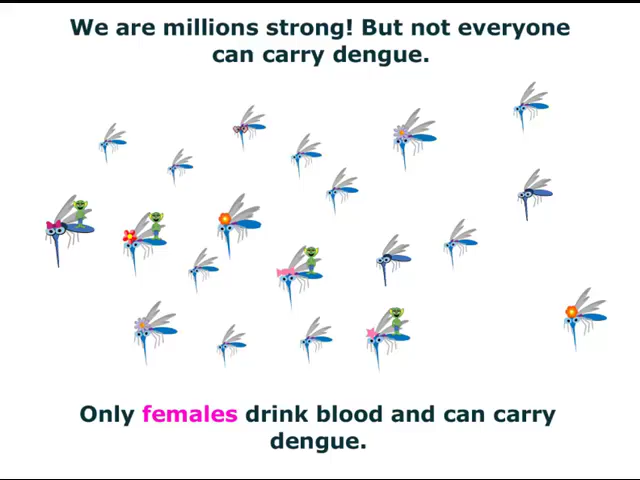 We are millions strong! But not everyone
can carry dengue.
Only females drink blood and can carry
dengue.